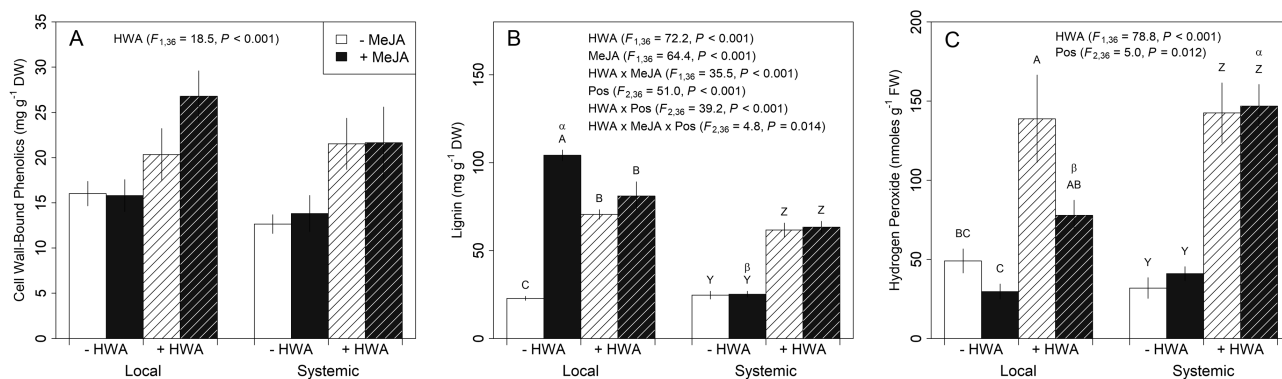 A
HWA (F1,36 = 18.5, P < 0.001)
- MeJA
+ MeJA
Cell Wall-Bound Phenolics (mg g-1 DW)
35
30
25
20
15
10
5
0
- HWA + HWA - HWA + HWA
Local Systemic
B
HWA (F1,36 = 72.2, P < 0.001)
MeJA (F1,36 = 64.4, P < 0.001)
HWA x MeJA (F1,36 = 35.5, P < 0.001)
Pos (F2,36 = 51.0, P < 0.001)
HWA x Pos (F2,36 = 39.2, P < 0.001)
HWA x MeJA x Pos (F2,36 = 4.8, P = 0.014)
Lignin (mg g-1 DW)
150
100
50
0
C
α
A
B
B
Y
β
Y
Z
Z
- HWA + HWA - HWA + HWA
Local Systemic
C
HWA (F1,36 = 78.8, P < 0.001)
Pos (F2,36 = 5.0, P = 0.012)
Hydrogen Peroxide (nmoles g-1 FW)
200
150
100
50
0
BC
C
A
β
AB
Y
Y
Z
α
Z
- HWA + HWA - HWA + HWA
Local Systemic